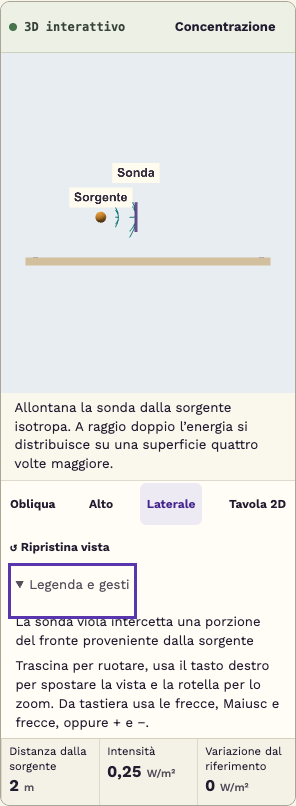 3D interattivo
Concentrazione
Sonda
Sorgente
Allontana la sonda dalla sorgente
isotropa. A raggio doppio l’energia si
distribuisce su una superficie quattro
volte maggiore.
Obliqua Alto Laterale Tavola 2D
↺ Ripristina vista
▼ Legenda e gesti
La sonda viola intercetta una porzione
del fronte proveniente dalla sorgente
Trascina per ruotare, usa il tasto destro
per spostare la vista e la rotella per lo
zoom. Da tastiera usa le frecce, Maiusc e
frecce, oppure + e −.
Distanza dalla
sorgente
2 m
Intensità
0,25 W/m²
Variazione dal
riferimento
0 W/m²